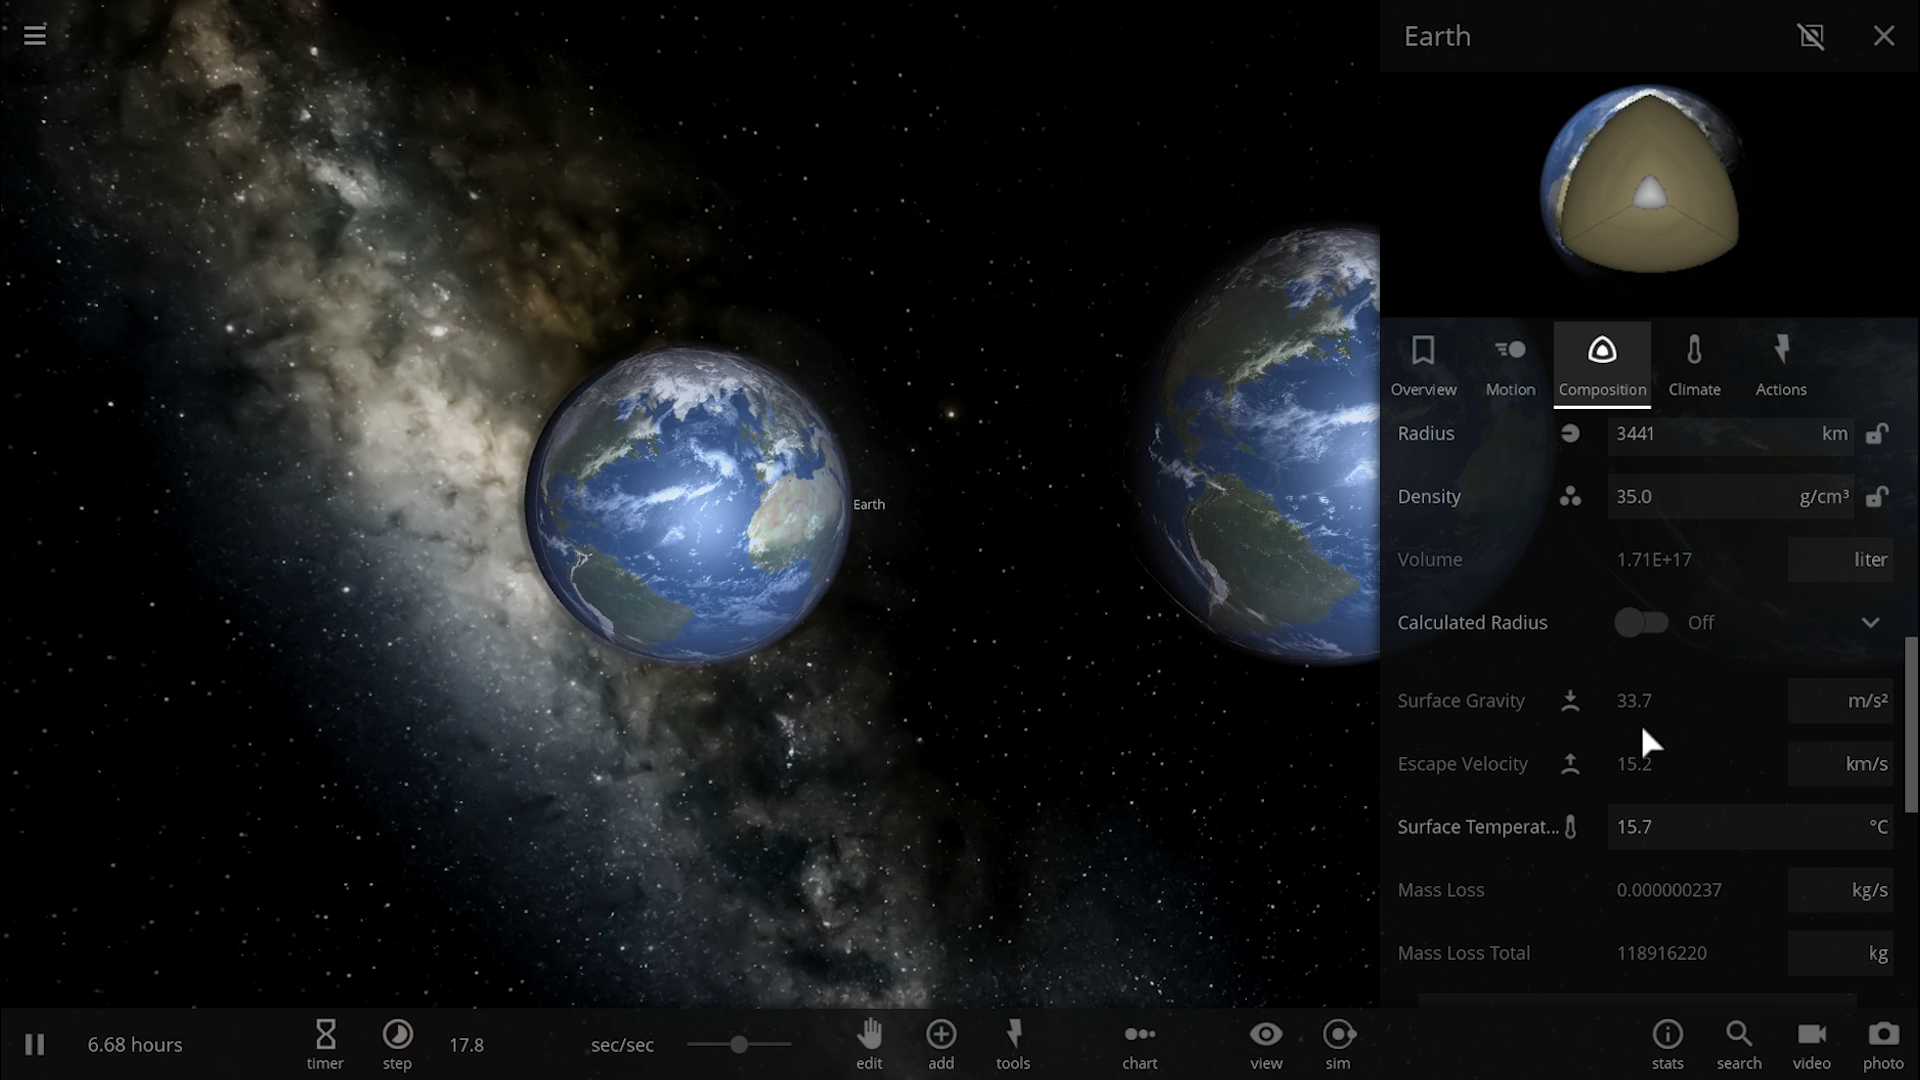 Earth
Earth
Overview Motion Composition Climate Actions
Radius 3441 km
Density 35.0 g/cm³
Volume 1.71E+17 liter
Calculated Radius Off
Surface Gravity 33.7 m/s²
Escape Velocity 15.2 km/s
Surface Temperat... 15.7 °C
Mass Loss 0.000000237 kg/s
Mass Loss Total 118916220 kg
6.68 hours timer step 17.8 sec/sec edit add tools chart view sim stats search video photo